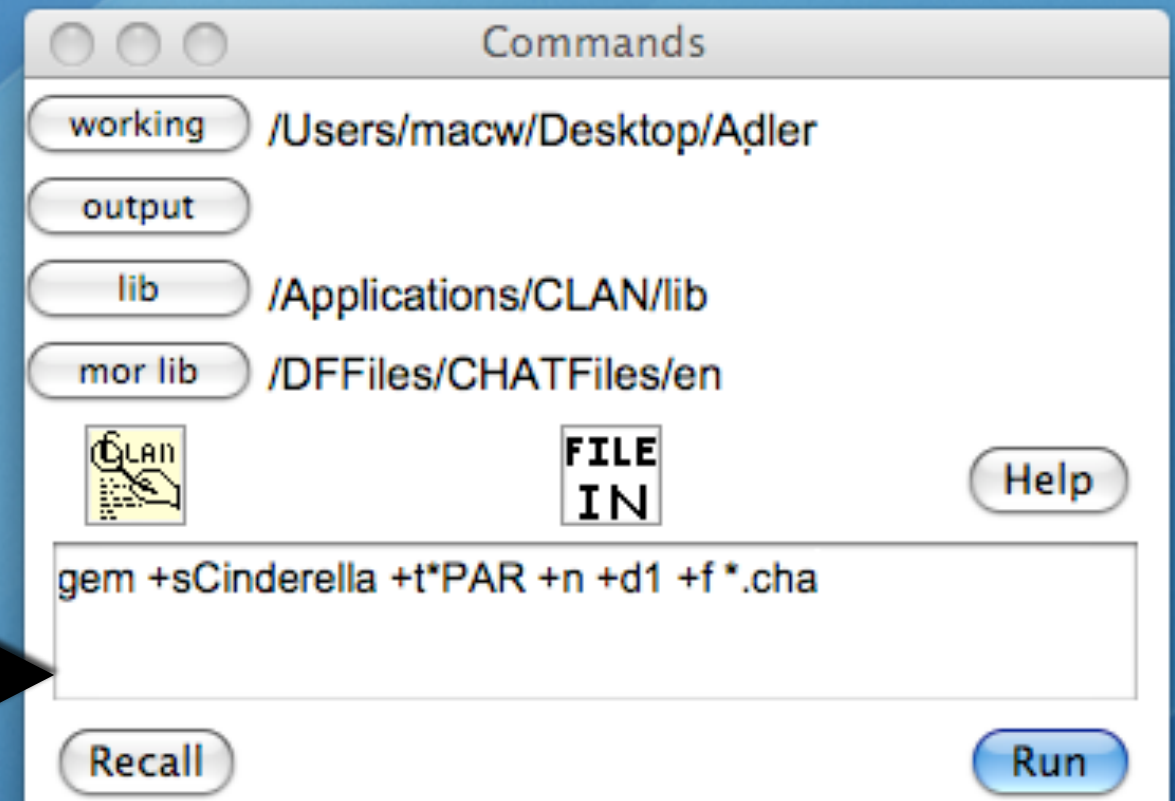 Commands
working /Users/macw/Desktop/Adler
output
lib /Applications/CLAN/lib
mor lib /DFFiles/CHATFiles/en
CLAN
FILE
IN
Help
gem +sCinderella +t*PAR +n +d1 +f *.cha
Recall
Run